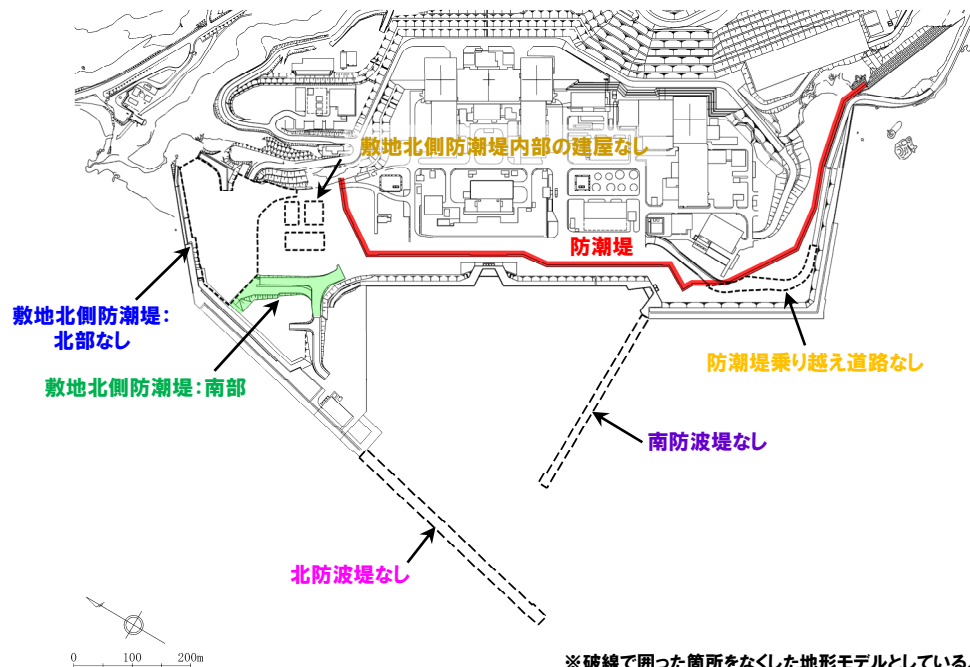 敷地北側防潮堤内部の建屋なし
防潮堤
敷地北側防潮堤:
北部なし
敷地北側防潮堤:南部
防潮堤乗り越え道路なし
南防波堤なし
北防波堤なし
0 100 200m
※破線で囲った箇所をなくした地形モデルとしている。